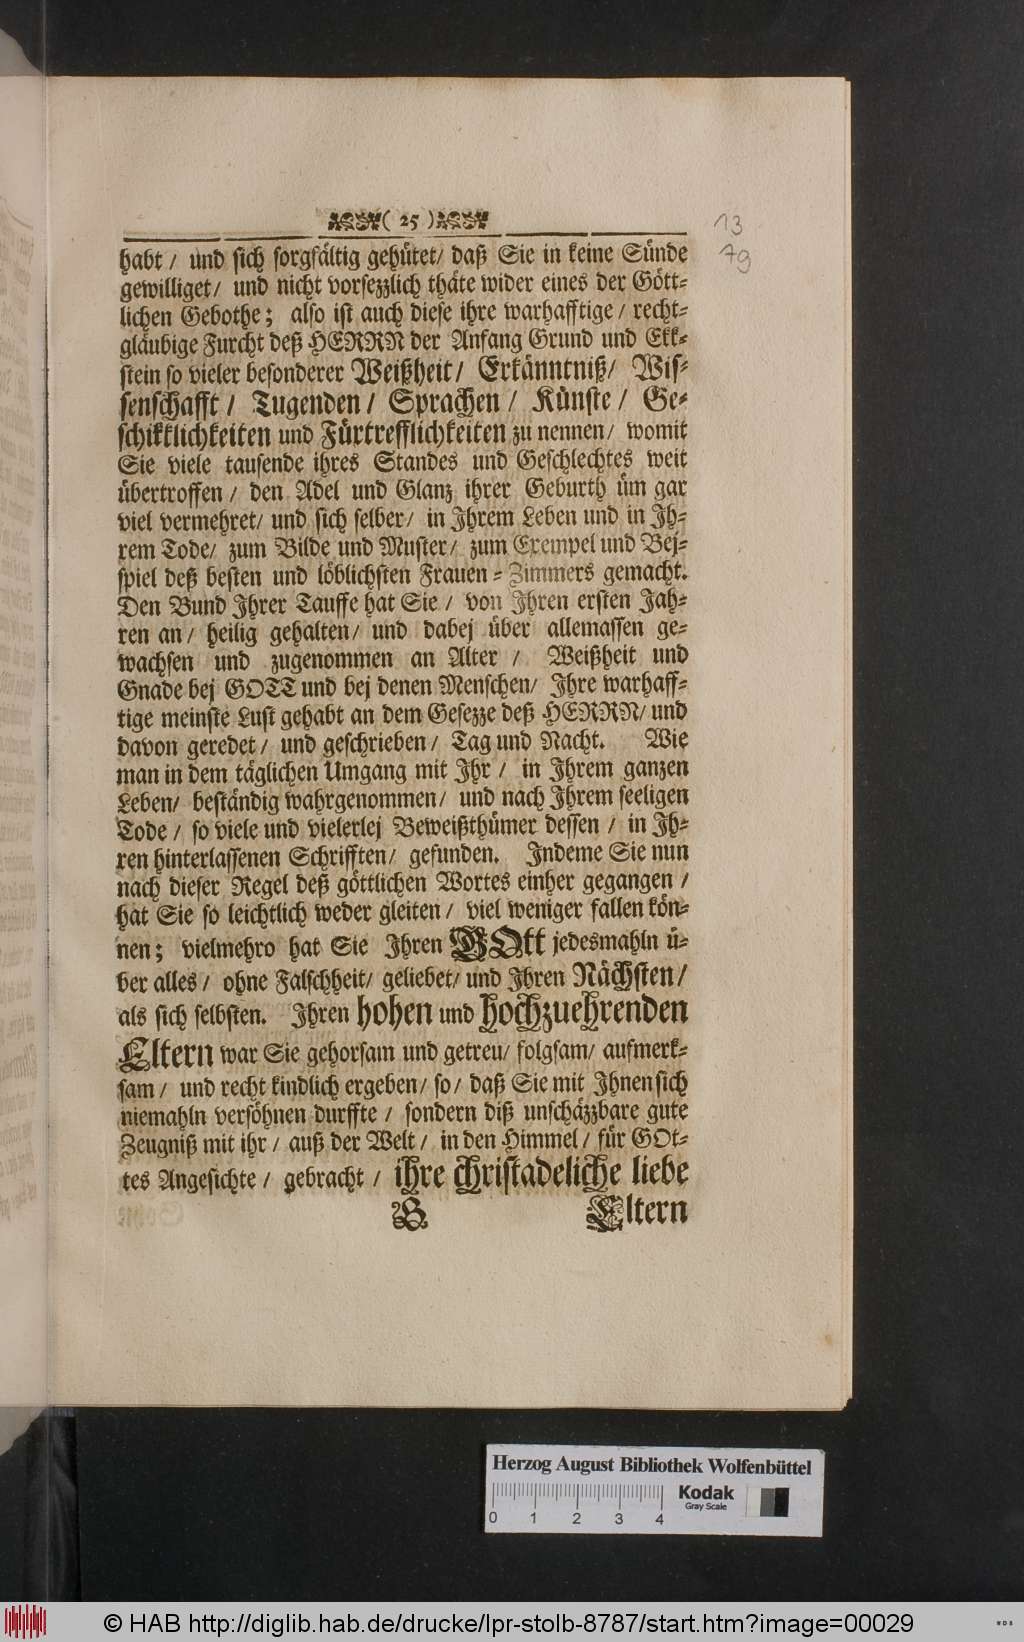 ( 25 )
13
79
habt / und sich sorgfältig gehütet/ daß Sie in keine Sünde
gewilliget/ und nicht vorsezzlich thäte wider eines der Gött-
lichen Gebothe; also ist auch diese ihre warhafftige / recht-
gläubige Furcht deß HERRN der Anfang Grund und Ekk-
stein so vieler besonderer Weißheit/ Erkänntniß/ Wis-
senschafft / Tugenden / Sprachen / Künste / Ge-
schikklichkeiten und Fürtrefflichkeiten zu nennen/ womit
Sie viele tausende ihres Standes und Geschlechtes weit
übertroffen / den Adel und Glanz ihrer Geburth üm gar
viel vermehret/ und sich selber/ in Jhrem Leben und in Jh-
rem Tode/ zum Bilde und Muster/ zum Exempel und Bej-
spiel deß besten und löblichsten Frauen-Zimmers gemacht.
Den Bund Jhrer Tauffe hat Sie / von Jhren ersten Jah-
ren an/ heilig gehalten/ und dabej über allemassen ge-
wachsen und zugenommen an Alter / Weißheit und
Gnade bej GOTT und bej denen Menschen/ Jhre warhaff-
tige meinste Lust gehabt an dem Gesezze deß HERRN/ und
davon geredet/ und geschrieben/ Tag und Nacht. Wie
man in dem täglichen Umgang mit Jhr / in Jhrem ganzen
Leben/ beständig wahrgenommen/ und nach Jhrem seeligen
Tode / so viele und vielerlej Beweißthümer dessen / in Jh-
ren hinterlassenen Schrifften/ gefunden. Jndeme Sie nun
nach dieser Regel deß göttlichen Wortes einher gegangen /
hat Sie so leichtlich weder gleiten/ viel weniger fallen kön-
nen; vielmehro hat Sie Jhren GOtt jedesmahln ü-
ber alles/ ohne Falschheit/ geliebet/ und Jhren Nächsten/
als sich selbsten. Jhren hohen und hochzuehrenden
Eltern war Sie gehorsam und getreu/ folgsam/ aufmerk-
sam/ und recht kindlich ergeben/ so/ daß Sie mit Jhnen sich
niemahln versöhnen durffte / sondern diß unschäzzbare gute
Zeugniß mit ihr / auß der Welt/ in den Himmel/ für GOt-
tes Angesichte/ gebracht / ihre christadeliche liebe
G Eltern
Herzog August Bibliothek Wolfenbüttel
0 1 2 3 4
Kodak
Gray Scale
© HAB http://diglib.hab.de/drucke/lpr-stolb-8787/start.htm?image=00029